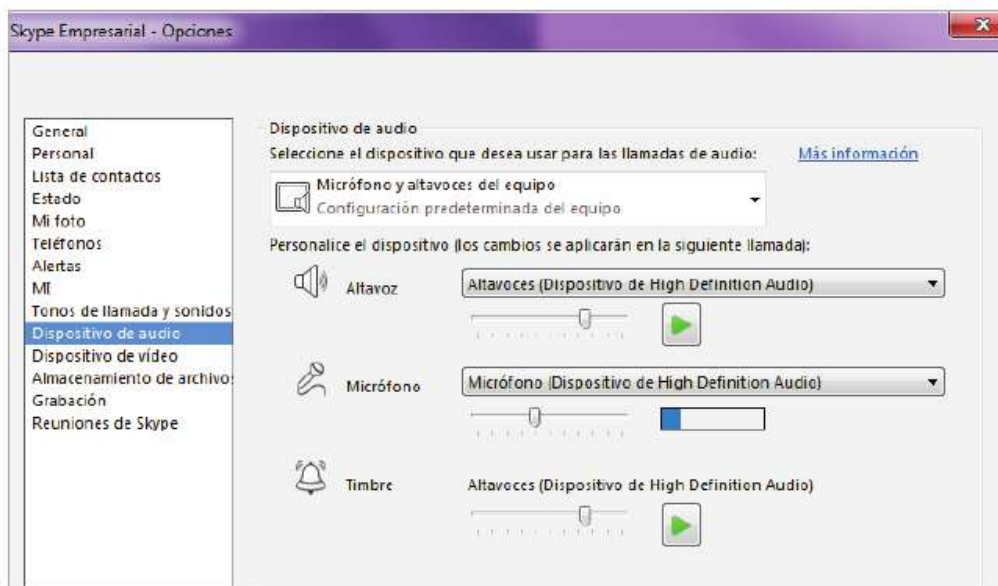 Skype Empresarial - Opciones
General
Personal
Lista de contactos
Estado
Mi foto
Teléfonos
Alertas
MI
Tonos de llamada y sonidos
Dispositivo de audio
Dispositivo de vídeo
Almacenamiento de archivo
Grabación
Reuniones de Skype
Dispositivo de audio
Seleccione el dispositivo que desea usar para las llamadas de audio: Más información
Micrófono y altavoces del equipo
Configuración predeterminada del equipo
Personalice el dispositivo (los cambios se aplicarán en la siguiente llamada):
Altavoz Altavoces (Dispositivo de High Definition Audio)
Micrófono Micrófono (Dispositivo de High Definition Audio)
Timbre Altavoces (Dispositivo de High Definition Audio)